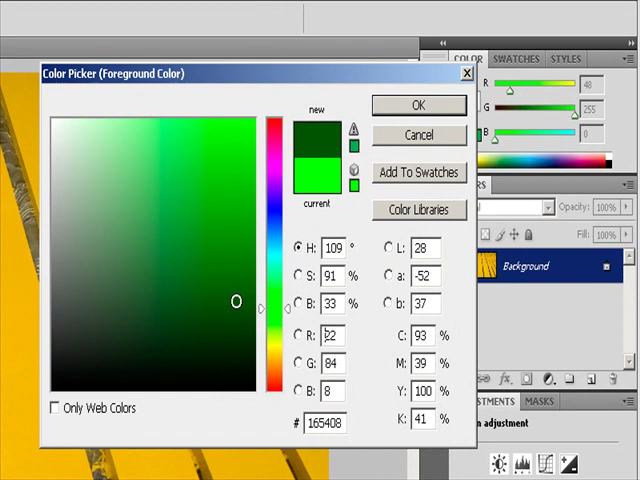 COLOR SWATCHES STYLES
R 48
G 255
B 0
Color Picker (Foreground Color)
new
current
OK
Cancel
Add To Swatches
Color Libraries
H: 109 °
S: 91 %
B: 33 %
R: 22
G: 84
B: 8
# 165408
L: 28
a: -52
b: 37
C: 93 %
M: 39 %
Y: 100 %
K: 41 %
Only Web Colors
Opacity: 100%
Fill: 100%
Background
fx.
MASKS
adjustment